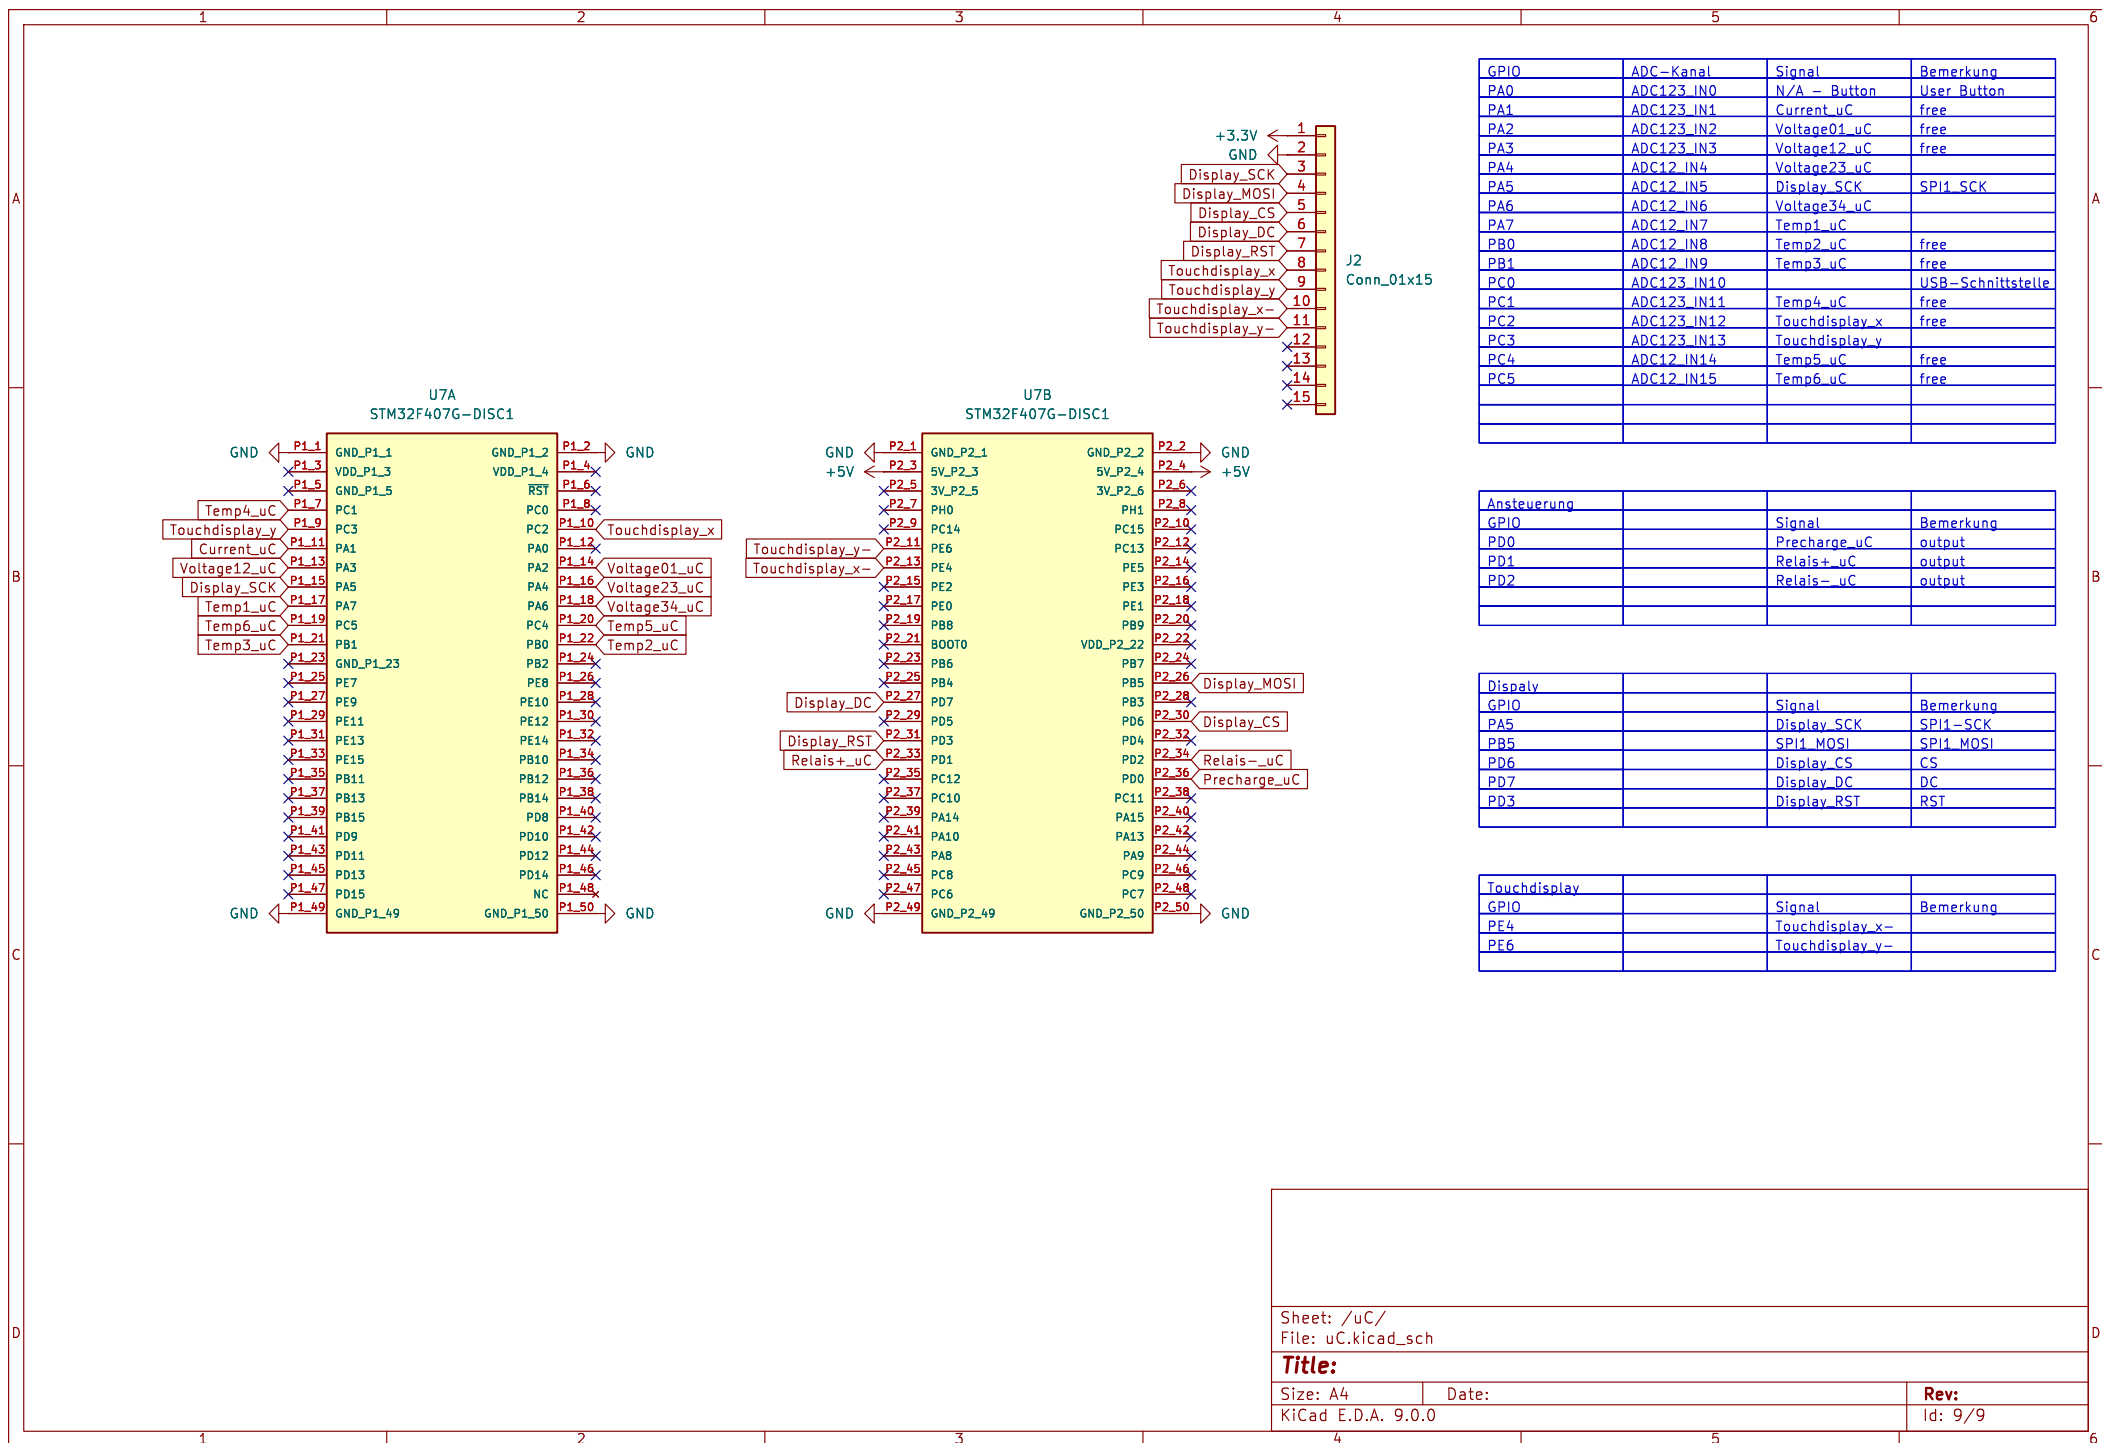 1 2 3 4 5 6
A A
B B
C C
D D
+3.3V 1
GND 2
Display_SCK 3
Display_MOSI 4
Display_CS 5
Display_DC 6
Display_RST 7
Touchdisplay_x 8
Touchdisplay_y 9
Touchdisplay_x- 10
Touchdisplay_y- 11
12
13
14
15
J2
Conn_01x15
U7A
STM32F407G-DISC1
GND P1_1 GND_P1_1 GND_P1_2 P1_2 GND
P1_3 VDD_P1_3 VDD_P1_4 P1_4
P1_5 GND_P1_5 RST P1_6
Temp4_uC P1_7 PC1 PC0 P1_8
Touchdisplay_y P1_9 PC3 PC2 P1_10 Touchdisplay_x
Current_uC P1_11 PA1 PA0 P1_12
Voltage12_uC P1_13 PA3 PA2 P1_14 Voltage01_uC
Display_SCK P1_15 PA5 PA4 P1_16 Voltage23_uC
Temp1_uC P1_17 PA7 PA6 P1_18 Voltage34_uC
Temp6_uC P1_19 PC5 PC4 P1_20 Temp5_uC
Temp3_uC P1_21 PB1 PB0 P1_22 Temp2_uC
P1_23 GND_P1_23 PB2 P1_24
P1_25 PE7 PE8 P1_26
P1_27 PE9 PE10 P1_28
P1_29 PE11 PE12 P1_30
P1_31 PE13 PE14 P1_32
P1_33 PE15 PB10 P1_34
P1_35 PB11 PB12 P1_36
P1_37 PB13 PB14 P1_38
P1_39 PB15 PD8 P1_40
P1_41 PD9 PD10 P1_42
P1_43 PD11 PD12 P1_44
P1_45 PD13 PD14 P1_46
P1_47 PD15 NC P1_48
GND P1_49 GND_P1_49 GND_P1_50 P1_50 GND
U7B
STM32F407G-DISC1
GND P2_1 GND_P2_1 GND_P2_2 P2_2 GND
+5V P2_3 5V_P2_3 5V_P2_4 P2_4 +5V
P2_5 3V_P2_5 3V_P2_6 P2_6
P2_7 PH0 PH1 P2_8
P2_9 PC14 PC15 P2_10
Touchdisplay_y- P2_11 PE6 PC13 P2_12
Touchdisplay_x- P2_13 PE4 PE5 P2_14
P2_15 PE2 PE3 P2_16
P2_17 PE0 PE1 P2_18
P2_19 PB8 PB9 P2_20
P2_21 BOOT0 VDD_P2_22 P2_22
P2_23 PB6 PB7 P2_24
P2_25 PB4 PB5 P2_26 Display_MOSI
Display_DC P2_27 PD7 PB3 P2_28
P2_29 PD5 PD6 P2_30 Display_CS
Display_RST P2_31 PD3 PD4 P2_32
Relais+_uC P2_33 PD1 PD2 P2_34 Relais-_uC
P2_35 PC12 PD0 P2_36 Precharge_uC
P2_37 PC10 PC11 P2_38
P2_39 PA14 PA15 P2_40
P2_41 PA10 PA13 P2_42
P2_43 PA8 PA9 P2_44
P2_45 PC8 PC9 P2_46
P2_47 PC6 PC7 P2_48
GND P2_49 GND_P2_49 GND_P2_50 P2_50 GND
GPIO ADC-Kanal Signal Bemerkung
PA0 ADC123_IN0 N/A - Button User Button
PA1 ADC123_IN1 Current_uC free
PA2 ADC123_IN2 Voltage01_uC free
PA3 ADC123_IN3 Voltage12_uC free
PA4 ADC12_IN4 Voltage23_uC
PA5 ADC12_IN5 Display_SCK SPI1_SCK
PA6 ADC12_IN6 Voltage34_uC
PA7 ADC12_IN7 Temp1_uC
PB0 ADC12_IN8 Temp2_uC free
PB1 ADC12_IN9 Temp3_uC free
PC0 ADC123_IN10 USB-Schnittstelle
PC1 ADC123_IN11 Temp4_uC free
PC2 ADC123_IN12 Touchdisplay_x free
PC3 ADC123_IN13 Touchdisplay_y
PC4 ADC12_IN14 Temp5_uC free
PC5 ADC12_IN15 Temp6_uC free
Ansteuerung
GPIO Signal Bemerkung
PD0 Precharge_uC output
PD1 Relais+_uC output
PD2 Relais-_uC output
Dispaly
GPIO Signal Bemerkung
PA5 Display_SCK SPI1-SCK
PB5 SPI1_MOSI SPI1_MOSI
PD6 Display_CS CS
PD7 Display_DC DC
PD3 Display_RST RST
Touchdisplay
GPIO Signal Bemerkung
PE4 Touchdisplay_x-
PE6 Touchdisplay_y-
Sheet: /uC/
File: uC.kicad_sch
Title:
Size: A4 Date: Rev:
KiCad E.D.A. 9.0.0 Id: 9/9
1 2 3 4 5 6